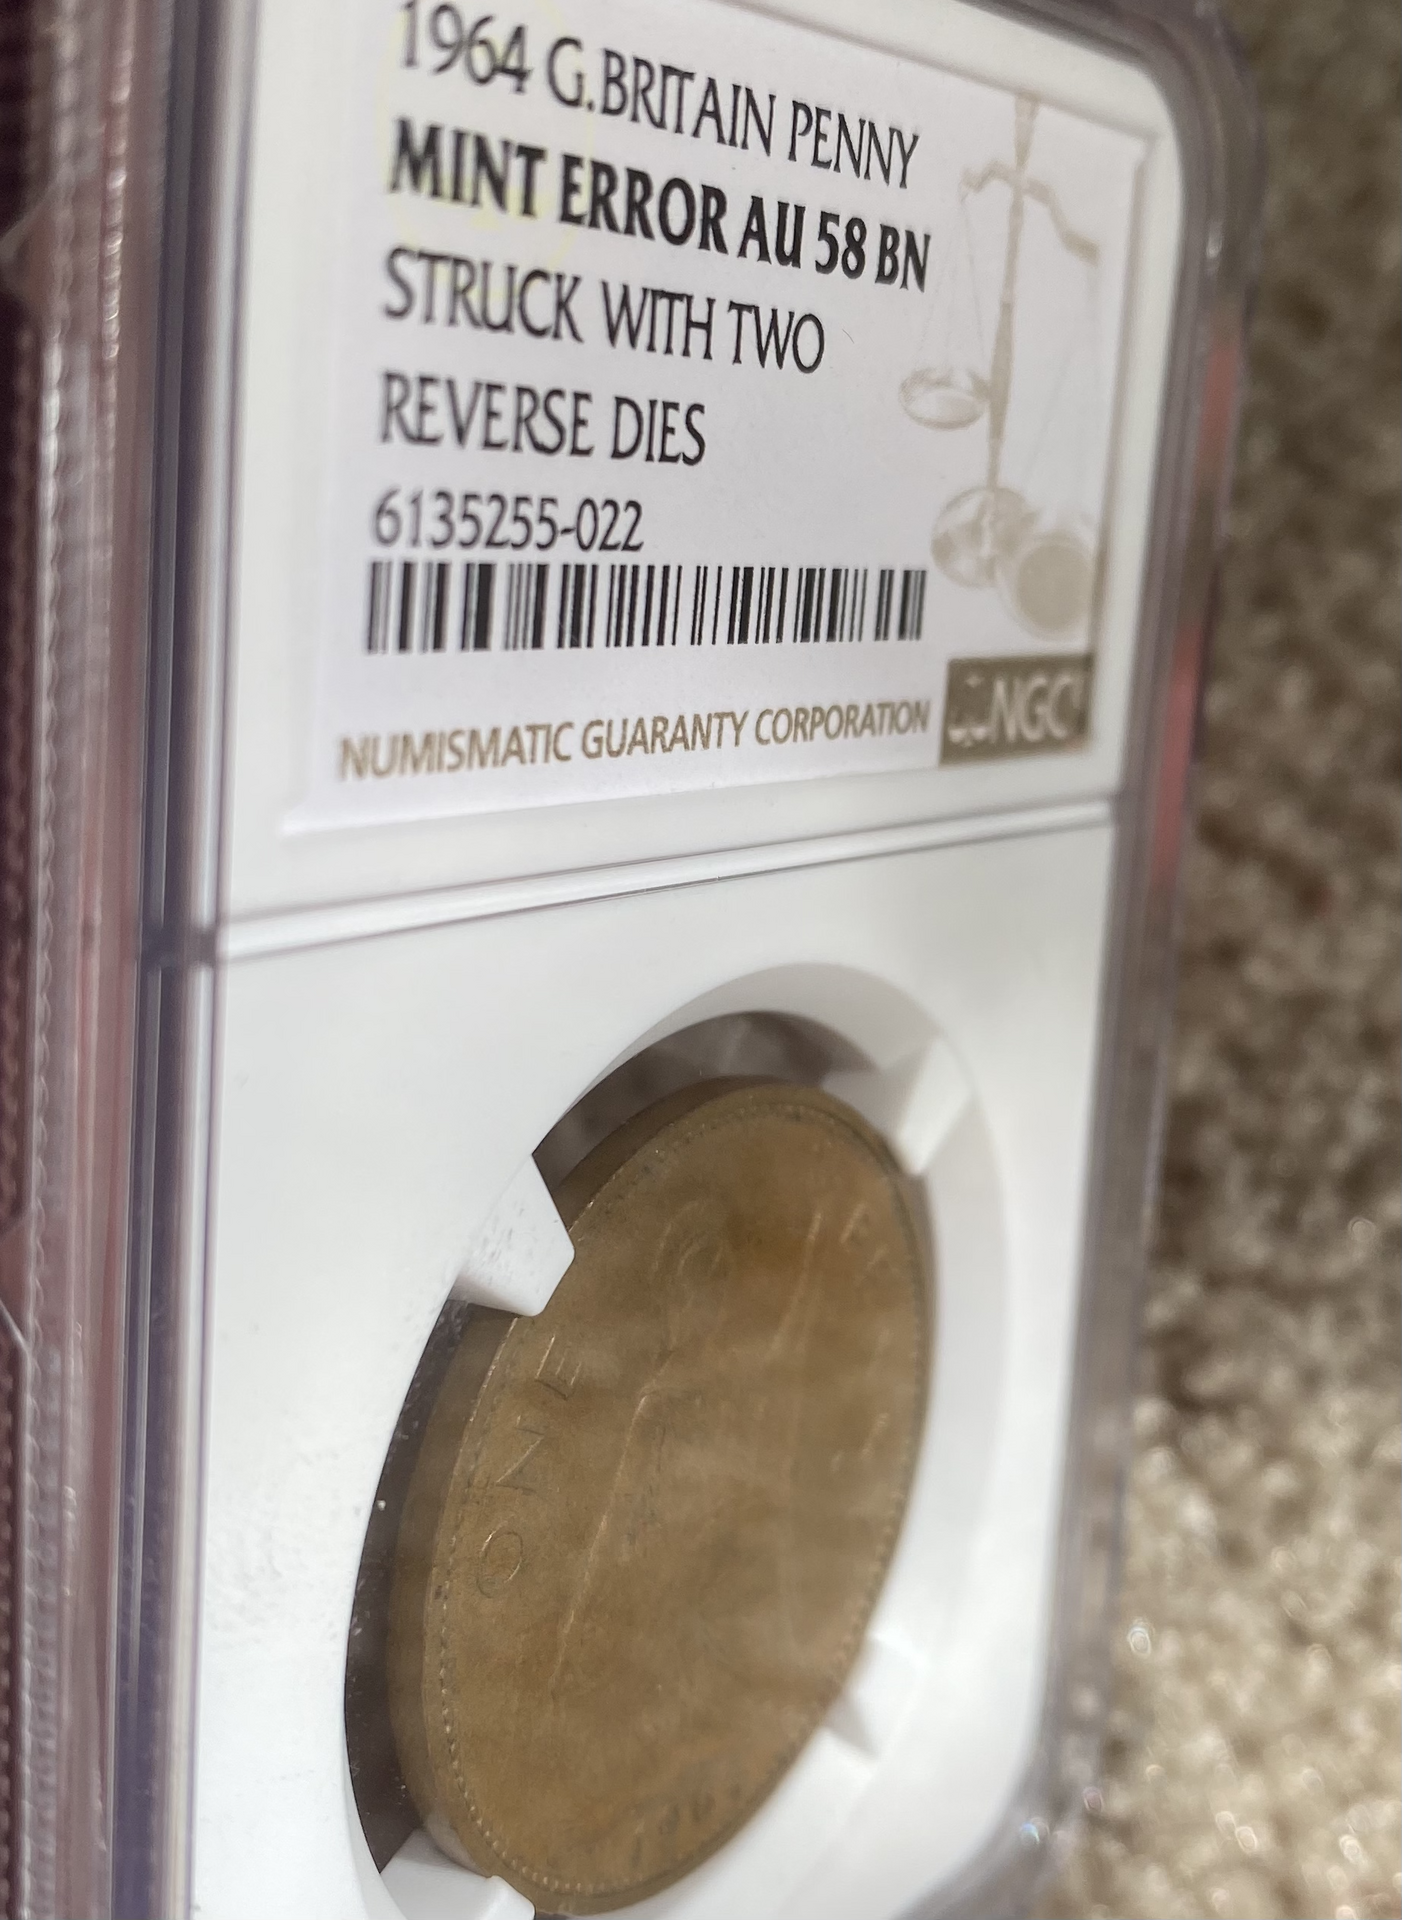 1964 G.BRITAIN PENNY
MINT ERROR AU 58 BN
STRUCK WITH TWO
REVERSE DIES
6135255-022
NUMISMATIC GUARANTY CORPORATION
NGC
ONE